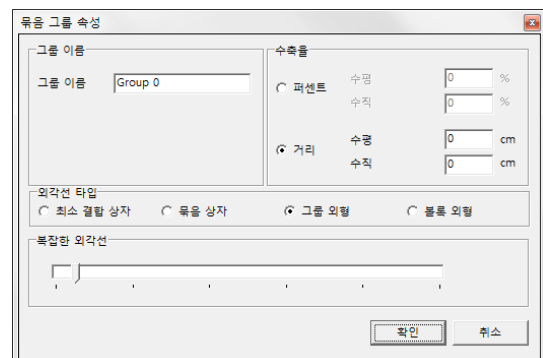 묶음 그룹 속성
그룹 이름
그룹 이름 Group 0
수축율
퍼센트
수평 0 %
수직 0 %
거리
수평 0 cm
수직 0 cm
외각선 타입
최소 결합 상자 묶음 상자 그룹 외형 볼록 외형
복잡한 외각선
확인 취소